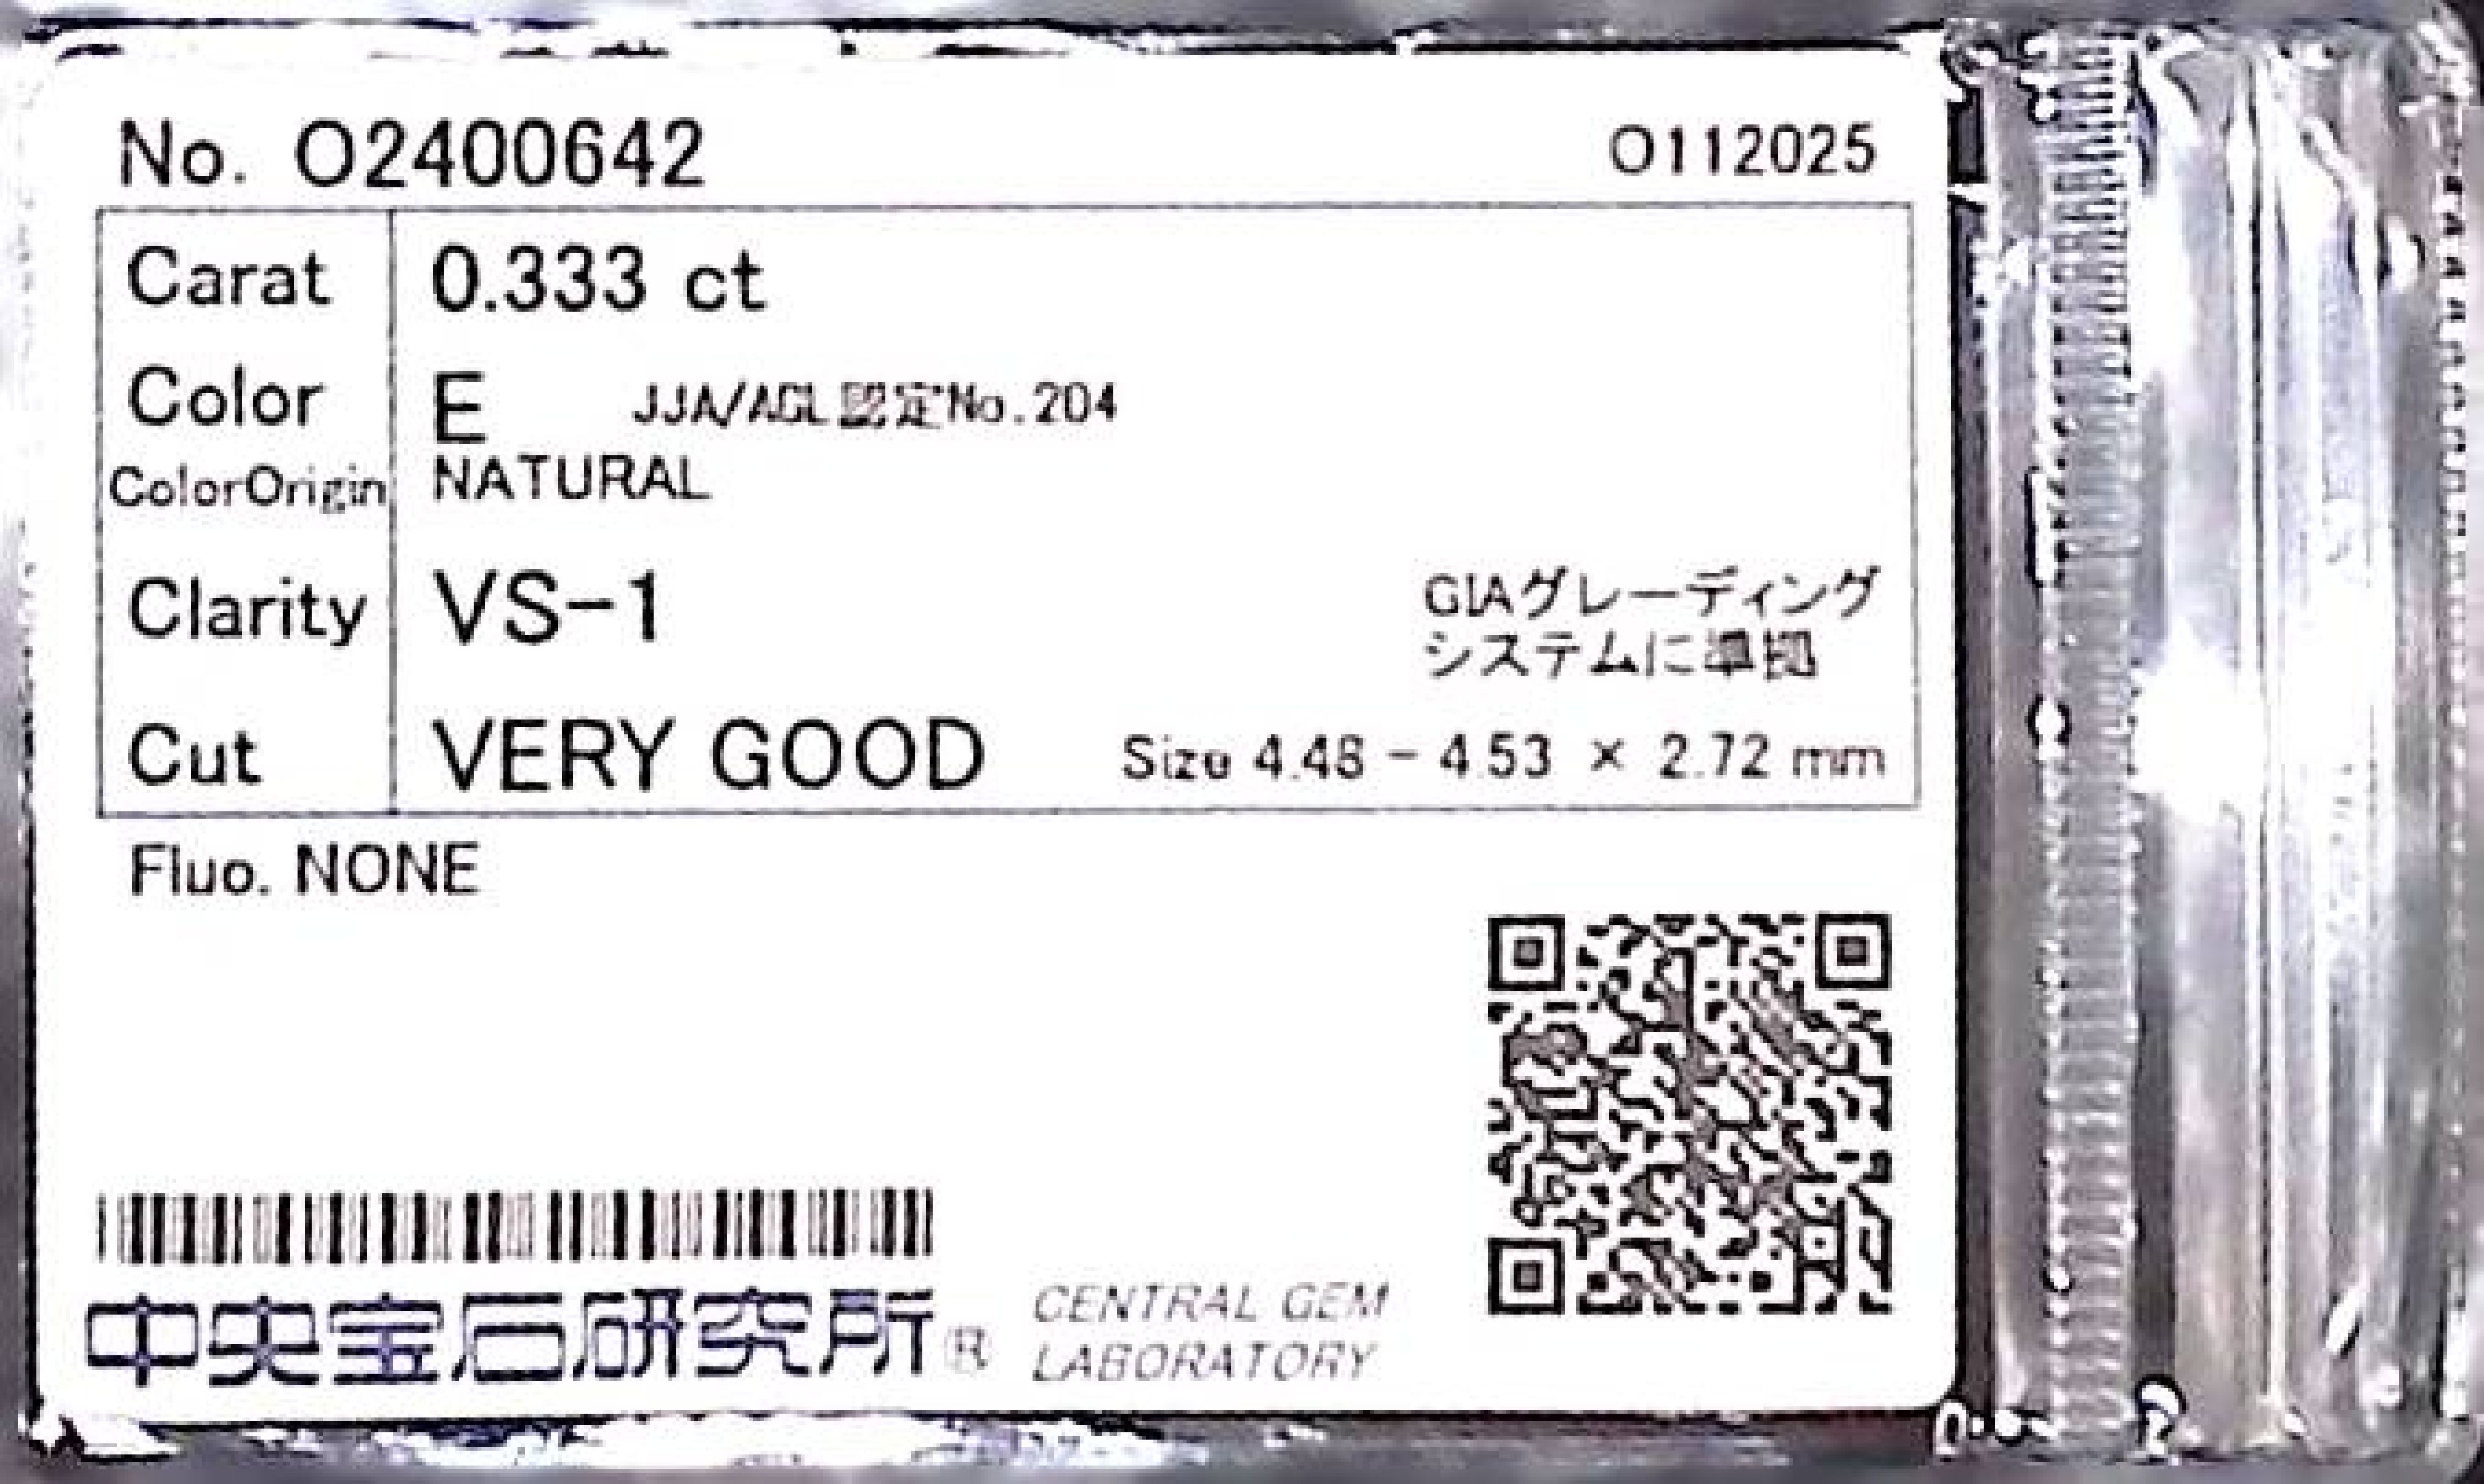 No. O2400642 O112025
Carat 0.333 ct
Color E JJA/AGL認定No.204
ColorOrigin NATURAL
Clarity VS-1
GIAグレーディング
システムに準拠
Cut VERY GOOD Size 4.48 - 4.53 × 2.72 mm
Fluo. NONE
中央宝石研究所® CENTRAL GEM
LABORATORY